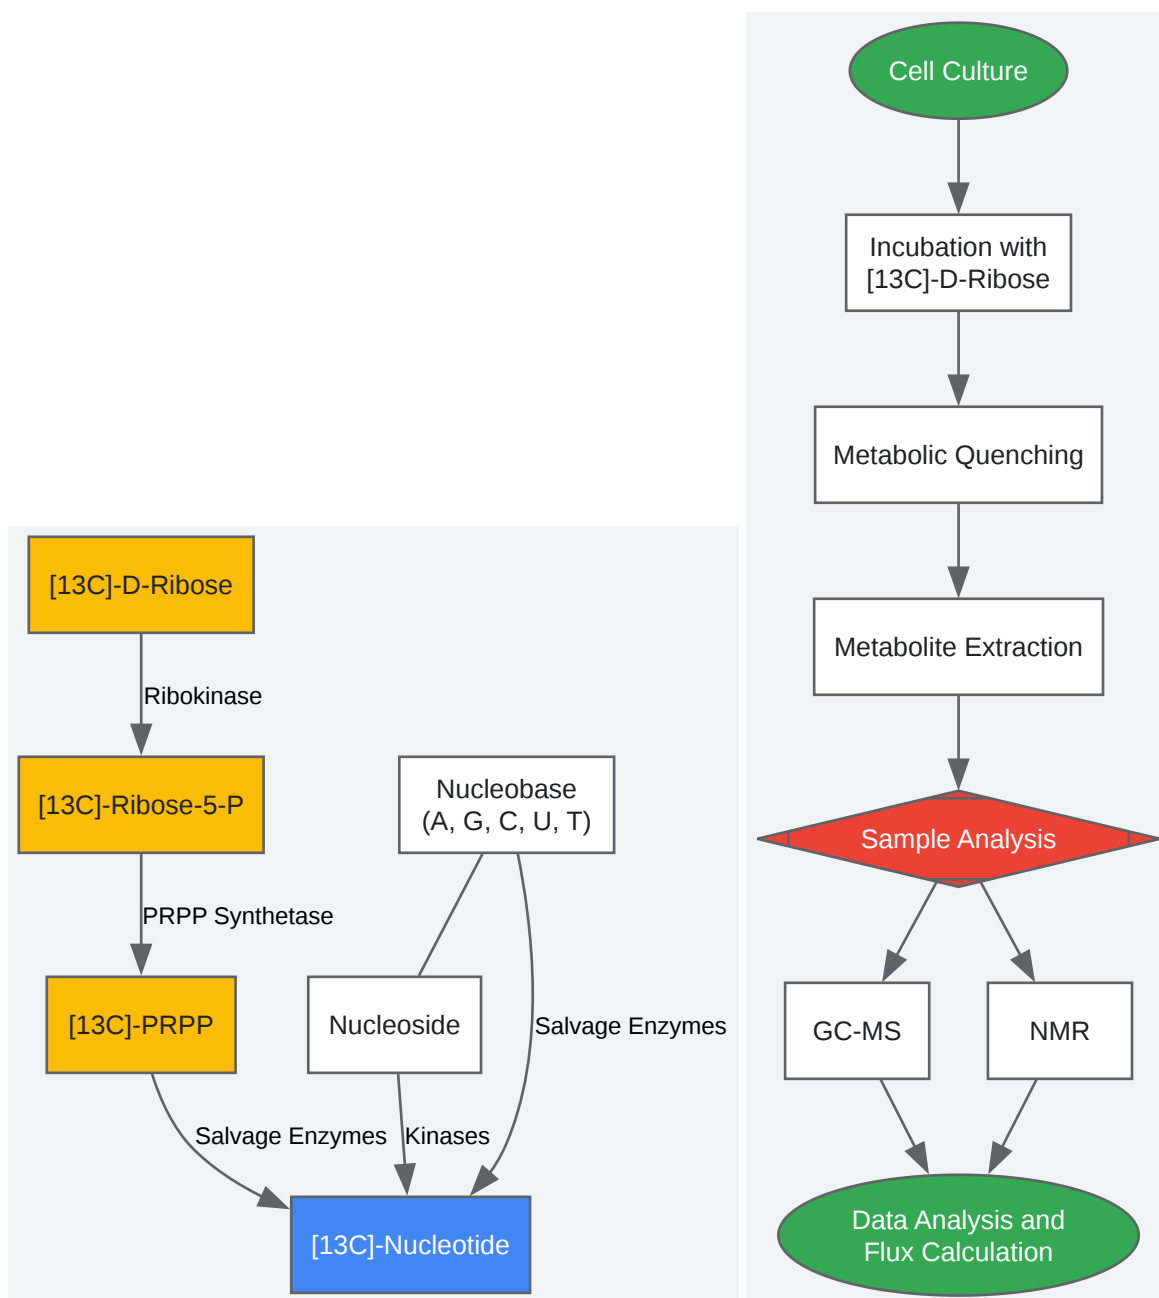 [13C]-D-Ribose
Ribokinase
[13C]-Ribose-5-P
Nucleobase
(A, G, C, U, T)
PRPP Synthetase
[13C]-PRPP
Nucleoside
Salvage Enzymes
Salvage Enzymes
Kinases
[13C]-Nucleotide
Cell Culture
Incubation with
[13C]-D-Ribose
Metabolic Quenching
Metabolite Extraction
Sample Analysis
GC-MS
NMR
Data Analysis and
Flux Calculation